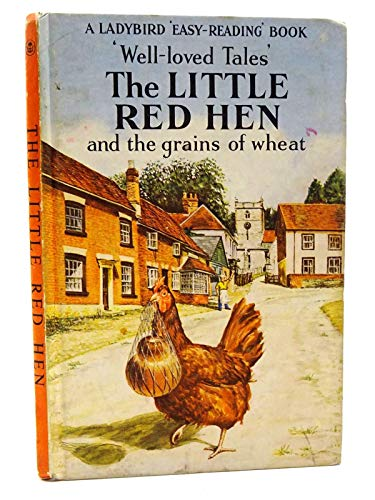 A LADYBIRD 'EASY-READING' BOOK
'Well-loved Tales'
The LITTLE
RED HEN
and the grains of wheat
THE LITTLE RED HEN